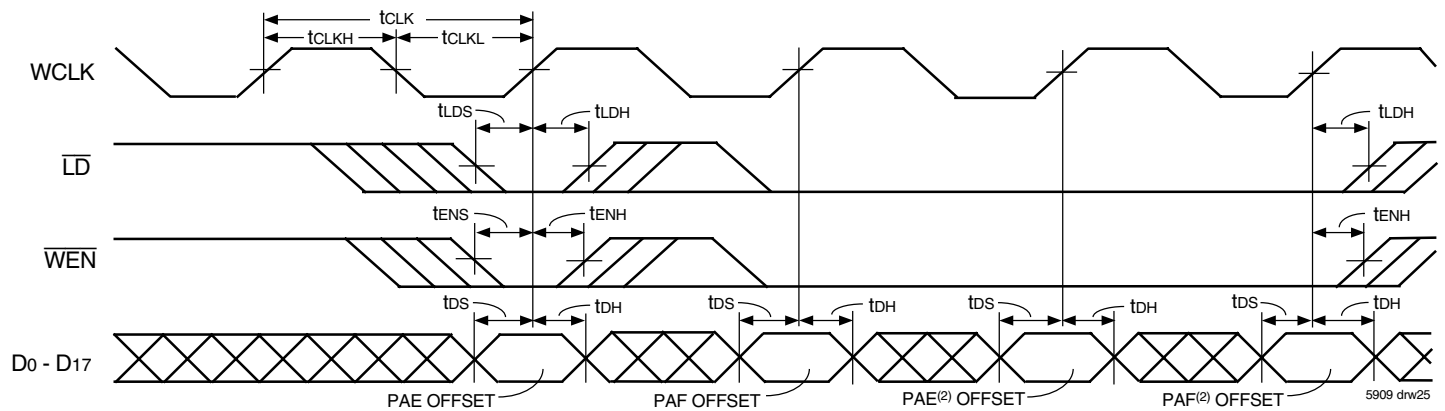 tCLK
tCLKH tCLKL
WCLK
tLDS tLDH tLDH
LD
tENS tENH tENH
WEN
tDS tDH tDS tDH tDS tDH tDS tDH
D0 - D17
PAE OFFSET PAF OFFSET PAE(2) OFFSET PAF(2) OFFSET 5909 drw25